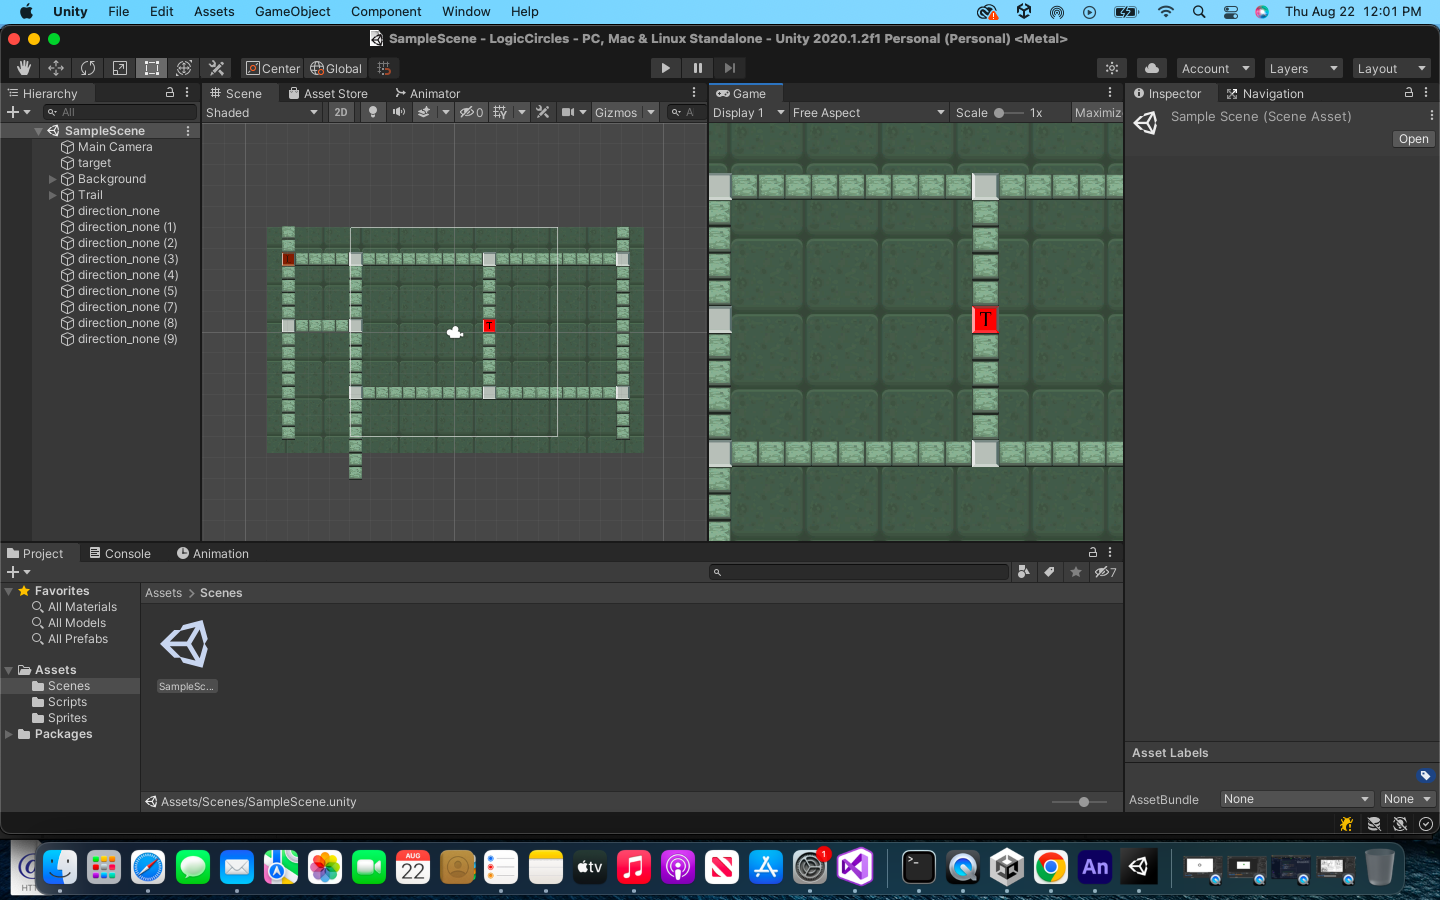 Unity File Edit Assets GameObject Component Window Help Thu Aug 22 12:01 PM
SampleScene - LogicCircles - PC, Mac & Linux Standalone - Unity 2020.1.2f1 Personal (Personal) <Metal>
Center Global Account Layers Layout
Hierarchy Scene Asset Store Animator Game Inspector Navigation
All Shaded 2D 0 Gizmos A Display 1 Free Aspect Scale 1x Maximiz
Sample Scene (Scene Asset)
Open
SampleScene
Main Camera
target
Background
Trail
direction_none
direction_none (1)
direction_none (2)
direction_none (3)
direction_none (4)
direction_none (5)
direction_none (7)
direction_none (8)
direction_none (9)
T
T
T
Project Console Animation
7
Favorites
All Materials
All Models
All Prefabs
Assets
Scenes
Scripts
Sprites
Packages
Assets > Scenes
SampleSc...
Assets/Scenes/SampleScene.unity
Asset Labels
AssetBundle None None
AUG
22
tv
1
An
HT